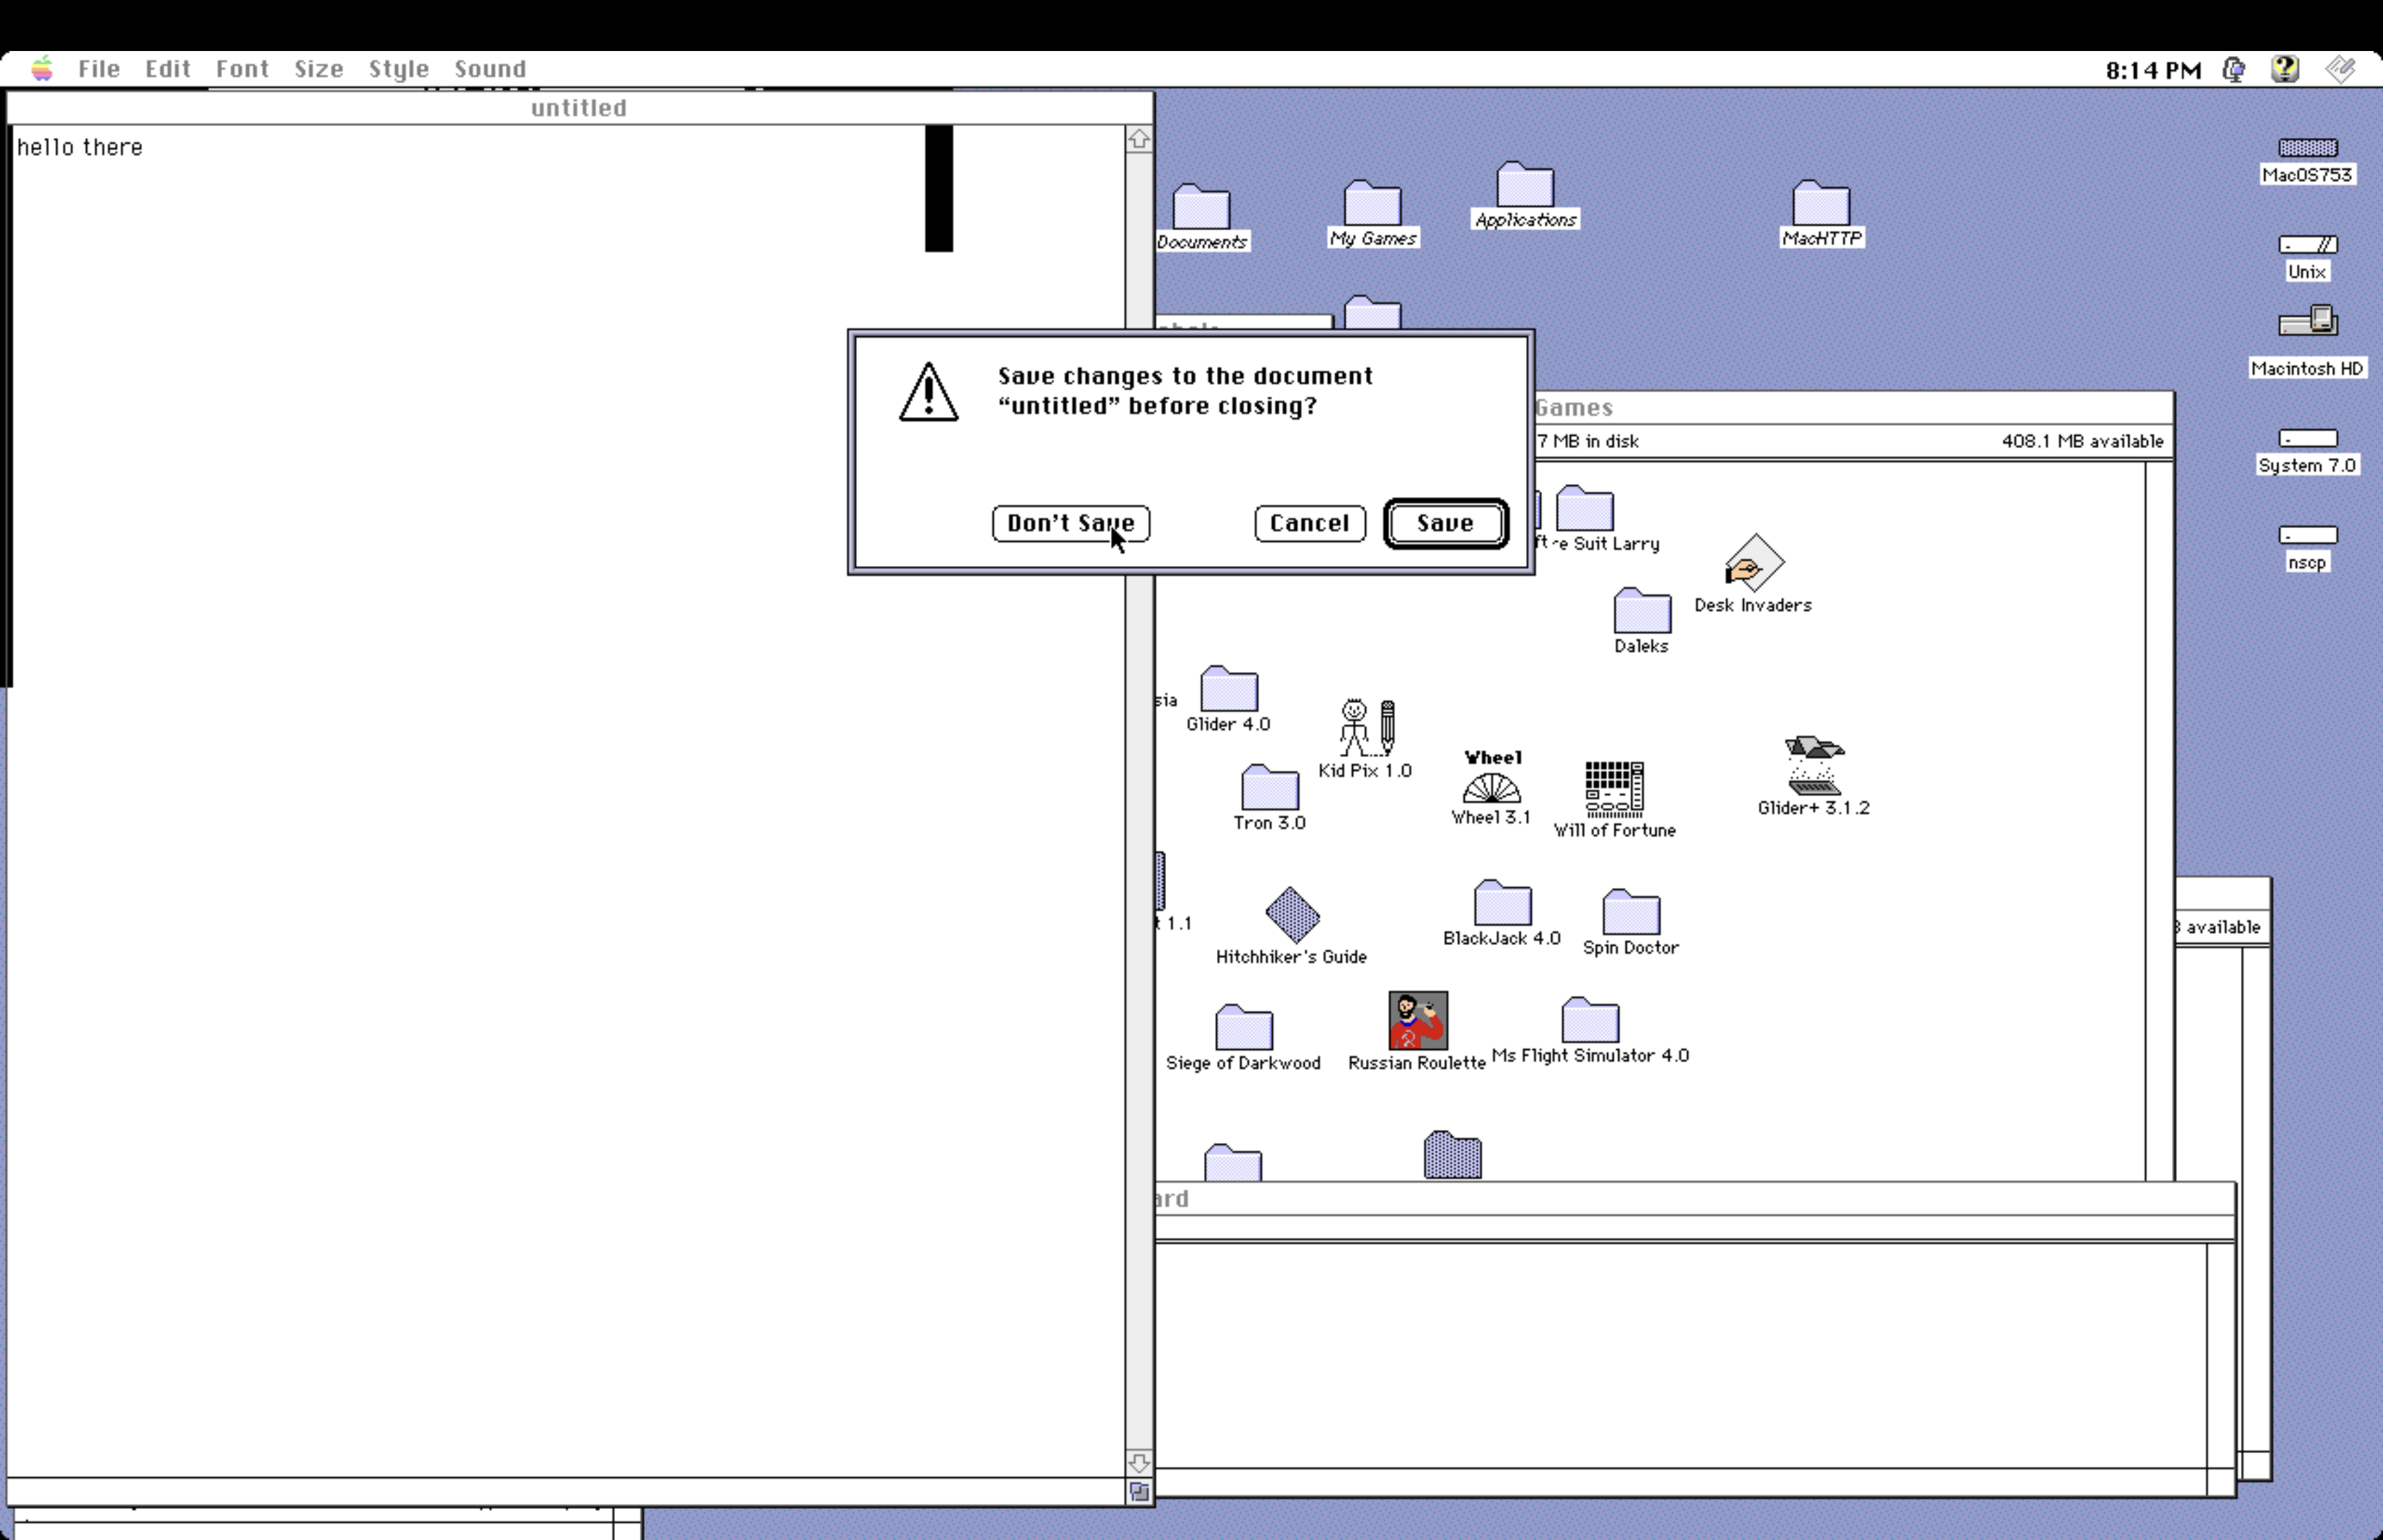 File Edit Font Size Style Sound
8:14 PM
untitled
hello there
Documents
My Games
Applications
MacHTTP
MacOS753
Unix
Macintosh HD
System 7.0
nscp
Save changes to the document
“untitled” before closing?
Don't Save
Cancel
Save
Games
7 MB in disk
408.1 MB available
re Suit Larry
Desk Invaders
Daleks
sia
Glider 4.0
Kid Pix 1.0
Tron 3.0
Wheel
Wheel 3.1
Will of Fortune
Glider+ 3.1.2
t 1.1
Hitchhiker's Guide
BlackJack 4.0
Spin Doctor
available
Siege of Darkwood
Russian Roulette
Ms Flight Simulator 4.0
ard